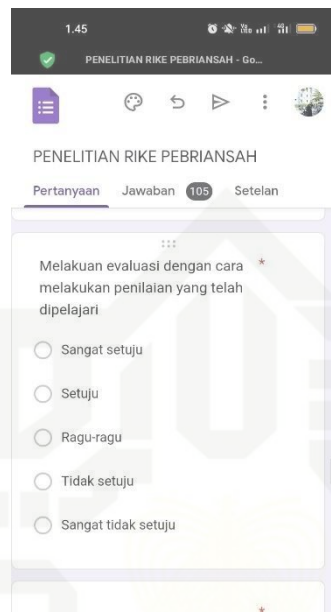 1.45
PENELITIAN RIKE PEBRIANSAH - Go...
PENELITIAN RIKE PEBRIANSAH
Pertanyaan Jawaban 105 Setelan
Melakuan evaluasi dengan cara *
melakukan penilaian yang telah
dipelajari
Sangat setuju
Setuju
Ragu-ragu
Tidak setuju
Sangat tidak setuju
*